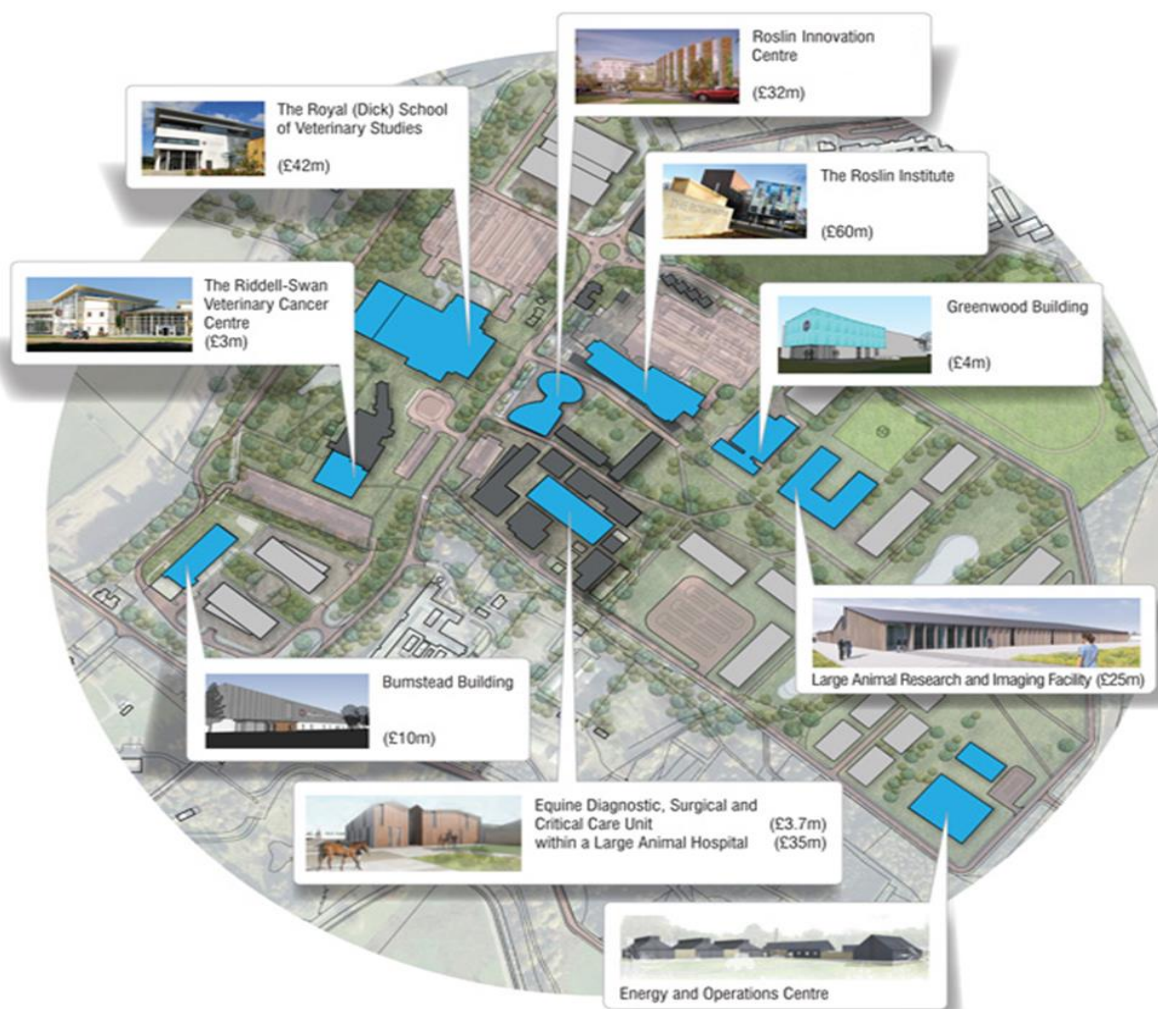 Roslin Innovation
Centre
(£32m)
The Royal (Dick) School
of Veterinary Studies
(£42m)
The Roslin Institute
(£60m)
The Riddell-Swan
Veterinary Cancer
Centre
(£3m)
Greenwood Building
(£4m)
Large Animal Research and Imaging Facility (£25m)
Bumstead Building
(£10m)
Equine Diagnostic, Surgical and
Critical Care Unit (£3.7m)
within a Large Animal Hospital (£35m)
Energy and Operations Centre